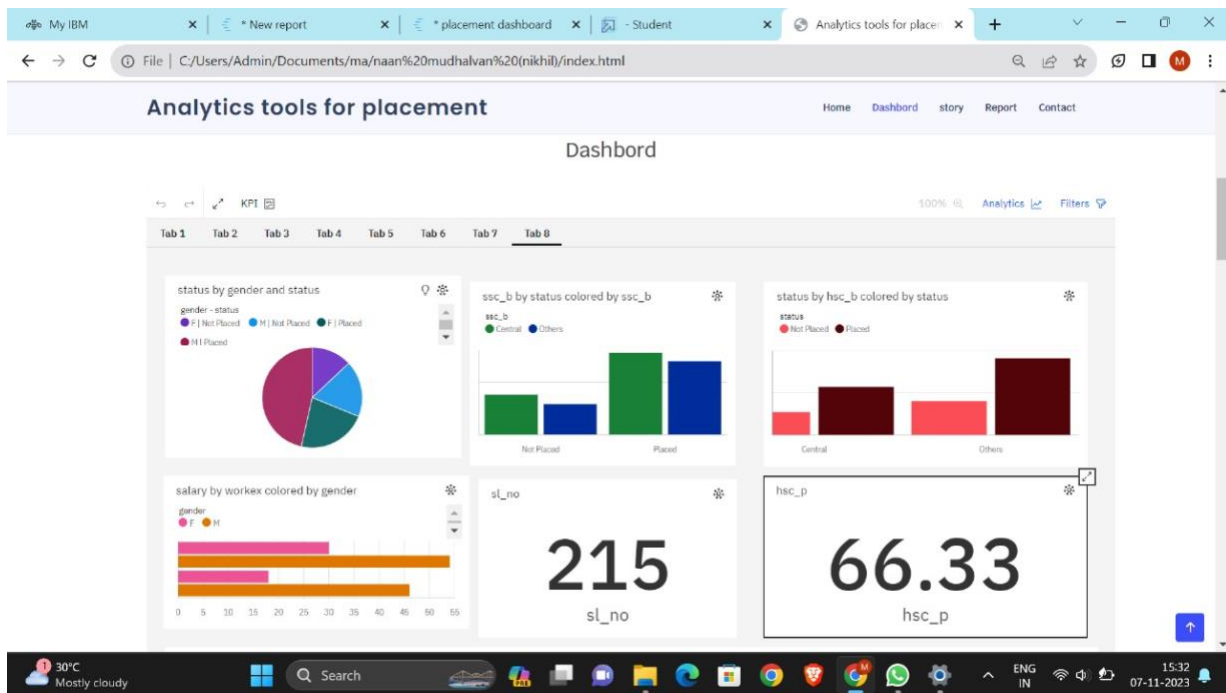 My IBM
* New report
* placement dashboard
- Student
Analytics tools for placen
File | C:/Users/Admin/Documents/ma/naan%20mudhalvan%20(nikhil)/index.html
M
Analytics tools for placement
Home Dashbord story Report Contact
Dashbord
KPI
100%
Analytics
Filters
Tab 1 Tab 2 Tab 3 Tab 4 Tab 5 Tab 6 Tab 7 Tab 8
status by gender and status
gender - status
F | Not Placed M | Not Placed F | Placed
M | Placed
ssc_b by status colored by ssc_b
ssc_b
Central Others
Not Placed Placed
status by hsc_b colored by status
status
Not Placed Placed
Central Others
salary by workex colored by gender
gender
F M
0 5 10 15 20 25 30 35 40 45 50 55
sl_no
215
sl_no
hsc_p
66.33
hsc_p
1
30°C
Mostly cloudy
Search
PRE
M
ENG
IN
15:32
07-11-2023